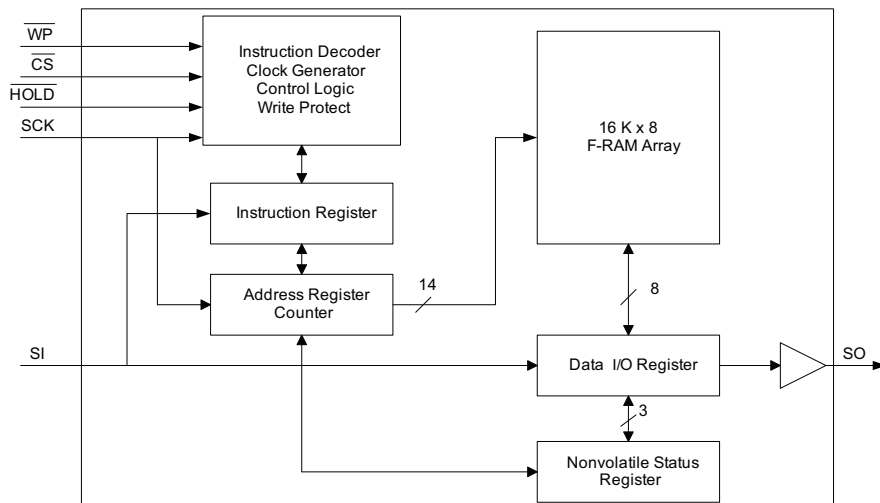 WP
CS
HOLD
SCK
Instruction Decoder
Clock Generator
Control Logic
Write Protect
16 K x 8
F-RAM Array
Instruction Register
Address Register
Counter
14
8
SI
Data I/O Register
SO
3
Nonvolatile Status
Register